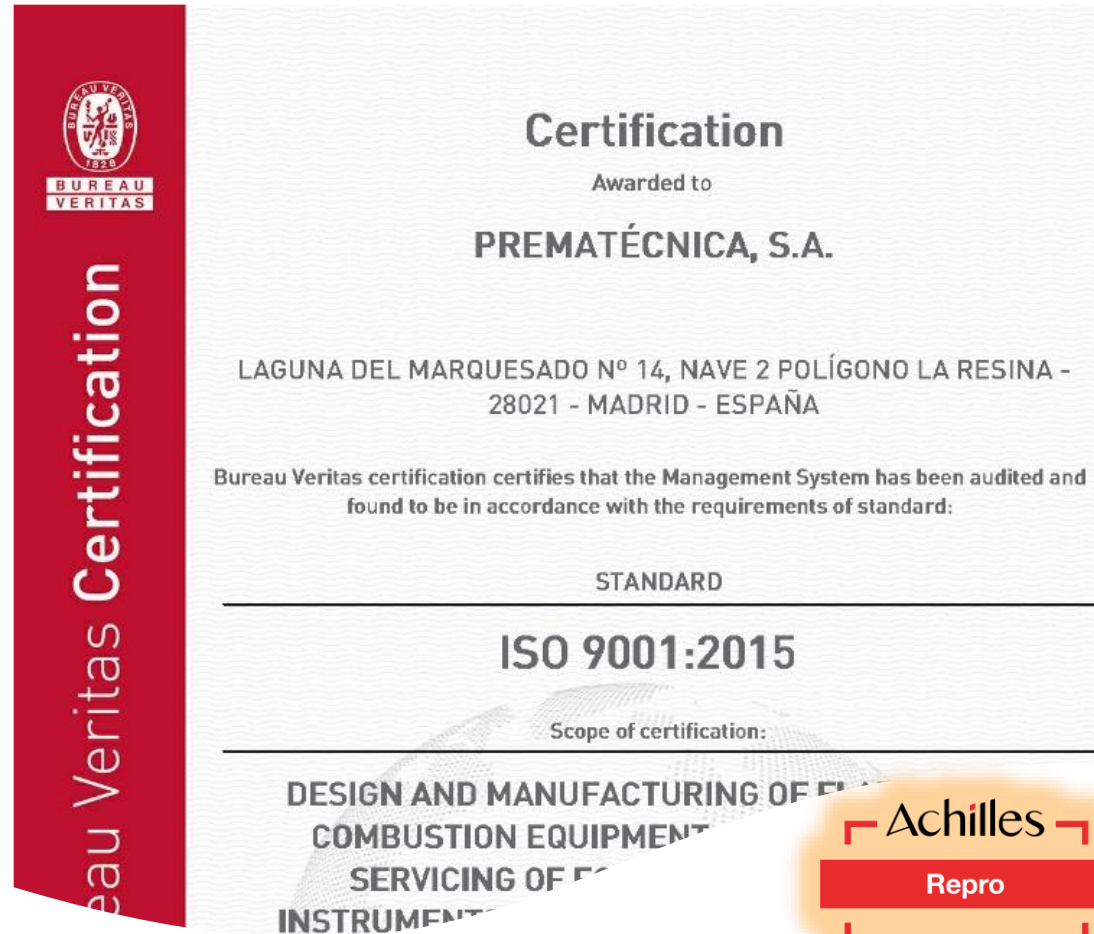 BUREAU VERITAS
1828
BUREAU
VERITAS
Bureau Veritas Certification
Certification
Awarded to
PREMATÉCNICA, S.A.
LAGUNA DEL MARQUESADO Nº 14, NAVE 2 POLÍGONO LA RESINA -
28021 - MADRID - ESPAÑA
Bureau Veritas certification certifies that the Management System has been audited and
found to be in accordance with the requirements of standard:
STANDARD
ISO 9001:2015
Scope of certification:
DESIGN AND MANUFACTURING OF
COMBUSTION EQUIPMENT
SERVICING OF
Achilles
Repro